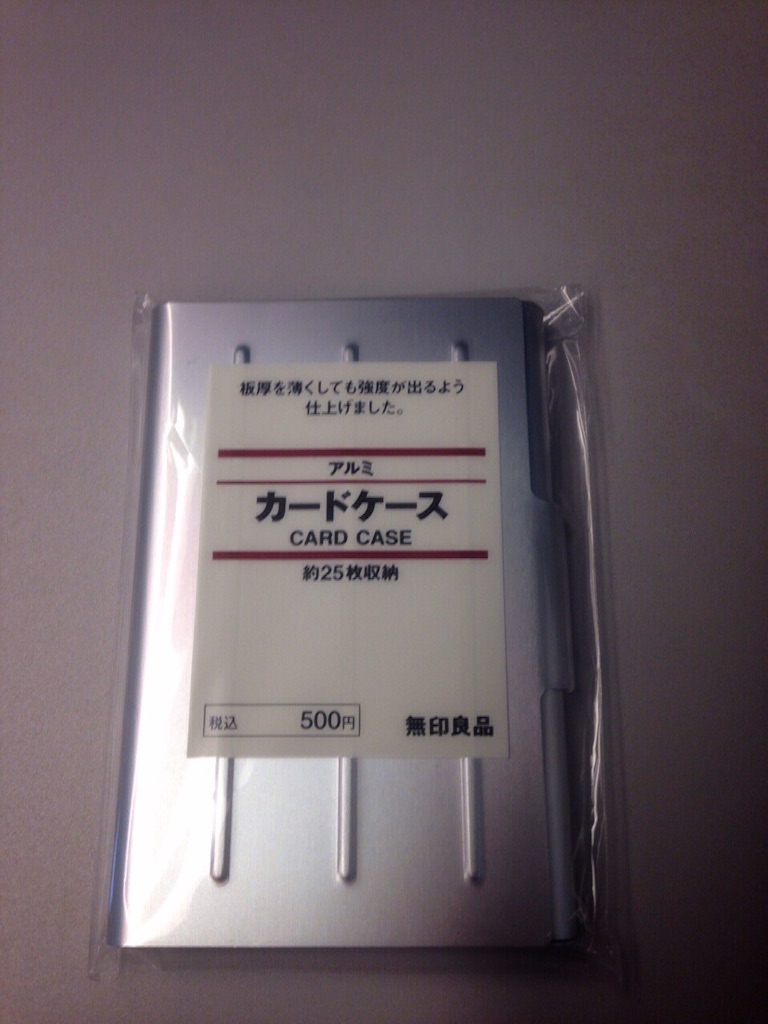 板厚を薄くしても強度が出るよう
仕上げました。
アルミ
カードケース
CARD CASE
約25枚収納
税込 500円
無印良品